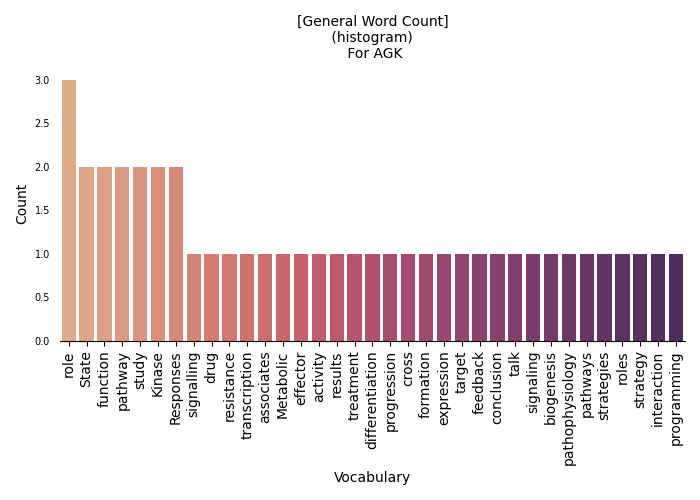 [General Word Count]
(histogram)
For AGK
3.0
2.5
2.0
1.5
1.0
0.5
0.0
Count
role
State
function
pathway
study
Kinase
Responses
signalling
drug
resistance
transcription
associates
Metabolic
effector
activity
results
treatment
differentiation
progression
cross
formation
expression
target
feedback
conclusion
talk
signaling
biogenesis
pathophysiology
pathways
strategies
roles
strategy
interaction
programming
Vocabulary